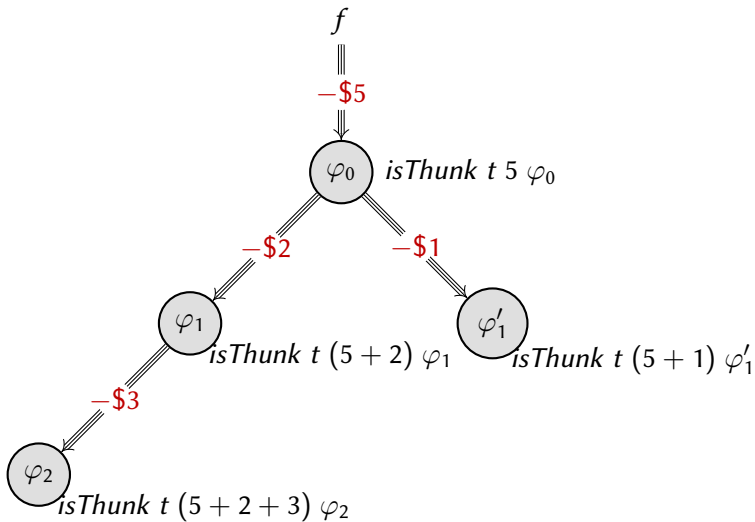 f
−$5
φ₀ isThunk t 5 φ₀
−$2 −$1
φ₁ φ′₁
isThunk t (5 + 2) φ₁ isThunk t (5 + 1) φ′₁
−$3
φ₂
isThunk t (5 + 2 + 3) φ₂